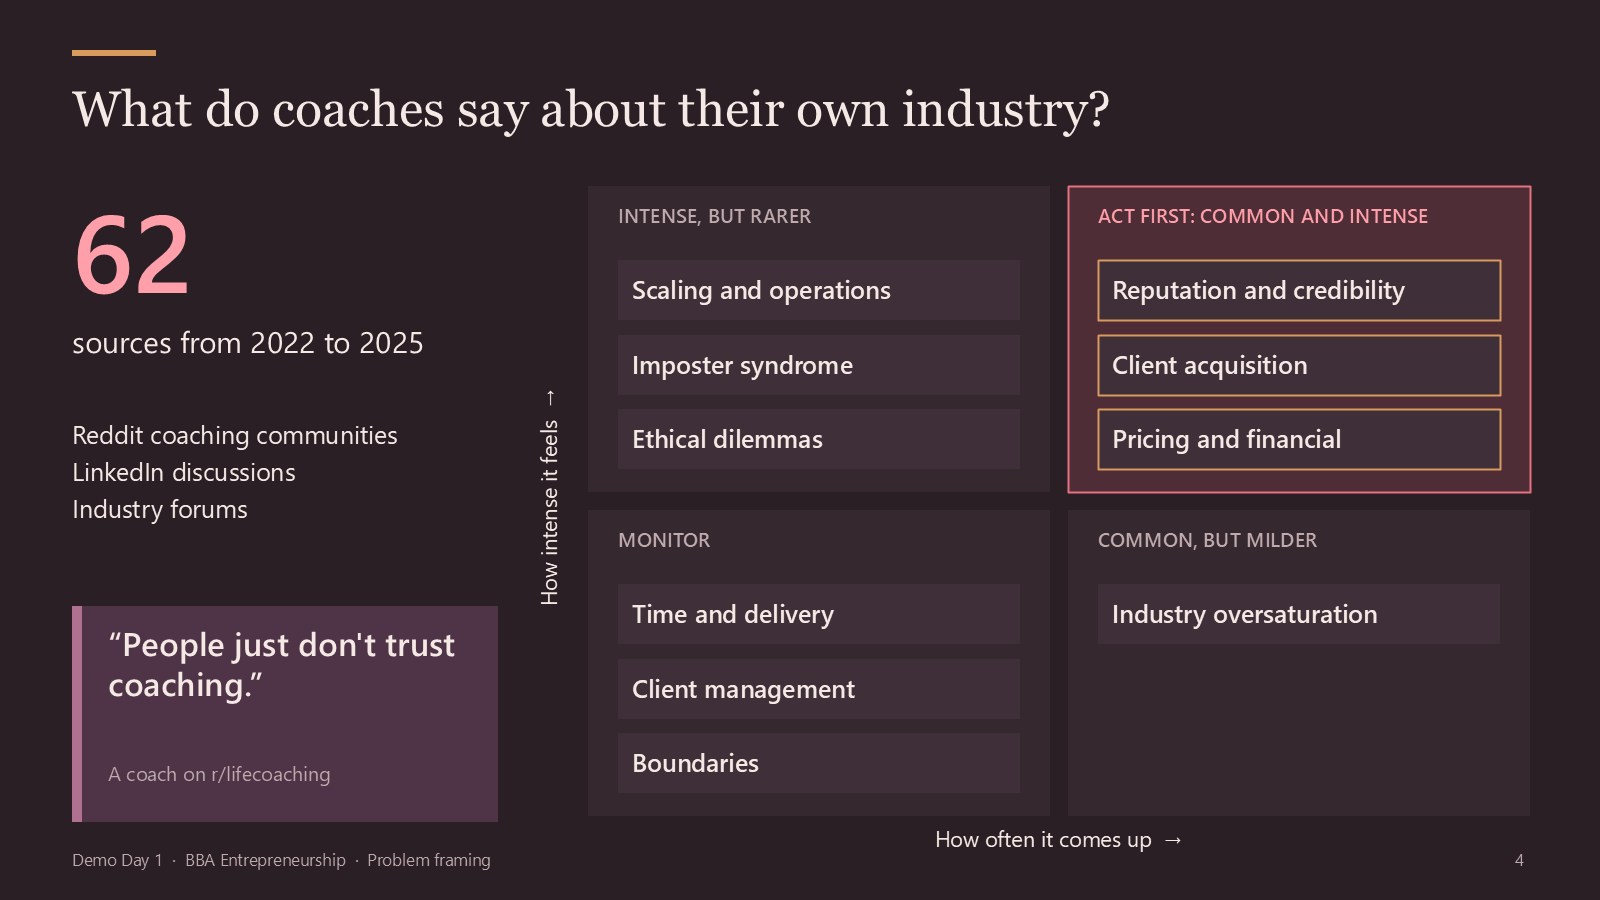 What do coaches say about their own industry?
62
sources from 2022 to 2025
Reddit coaching communities
LinkedIn discussions
Industry forums
“People just don't trust
coaching.”
A coach on r/lifecoaching
How intense it feels →
INTENSE, BUT RARER
Scaling and operations
Imposter syndrome
Ethical dilemmas
ACT FIRST: COMMON AND INTENSE
Reputation and credibility
Client acquisition
Pricing and financial
MONITOR
Time and delivery
Client management
Boundaries
COMMON, BUT MILDER
Industry oversaturation
How often it comes up →
Demo Day 1 · BBA Entrepreneurship · Problem framing
4